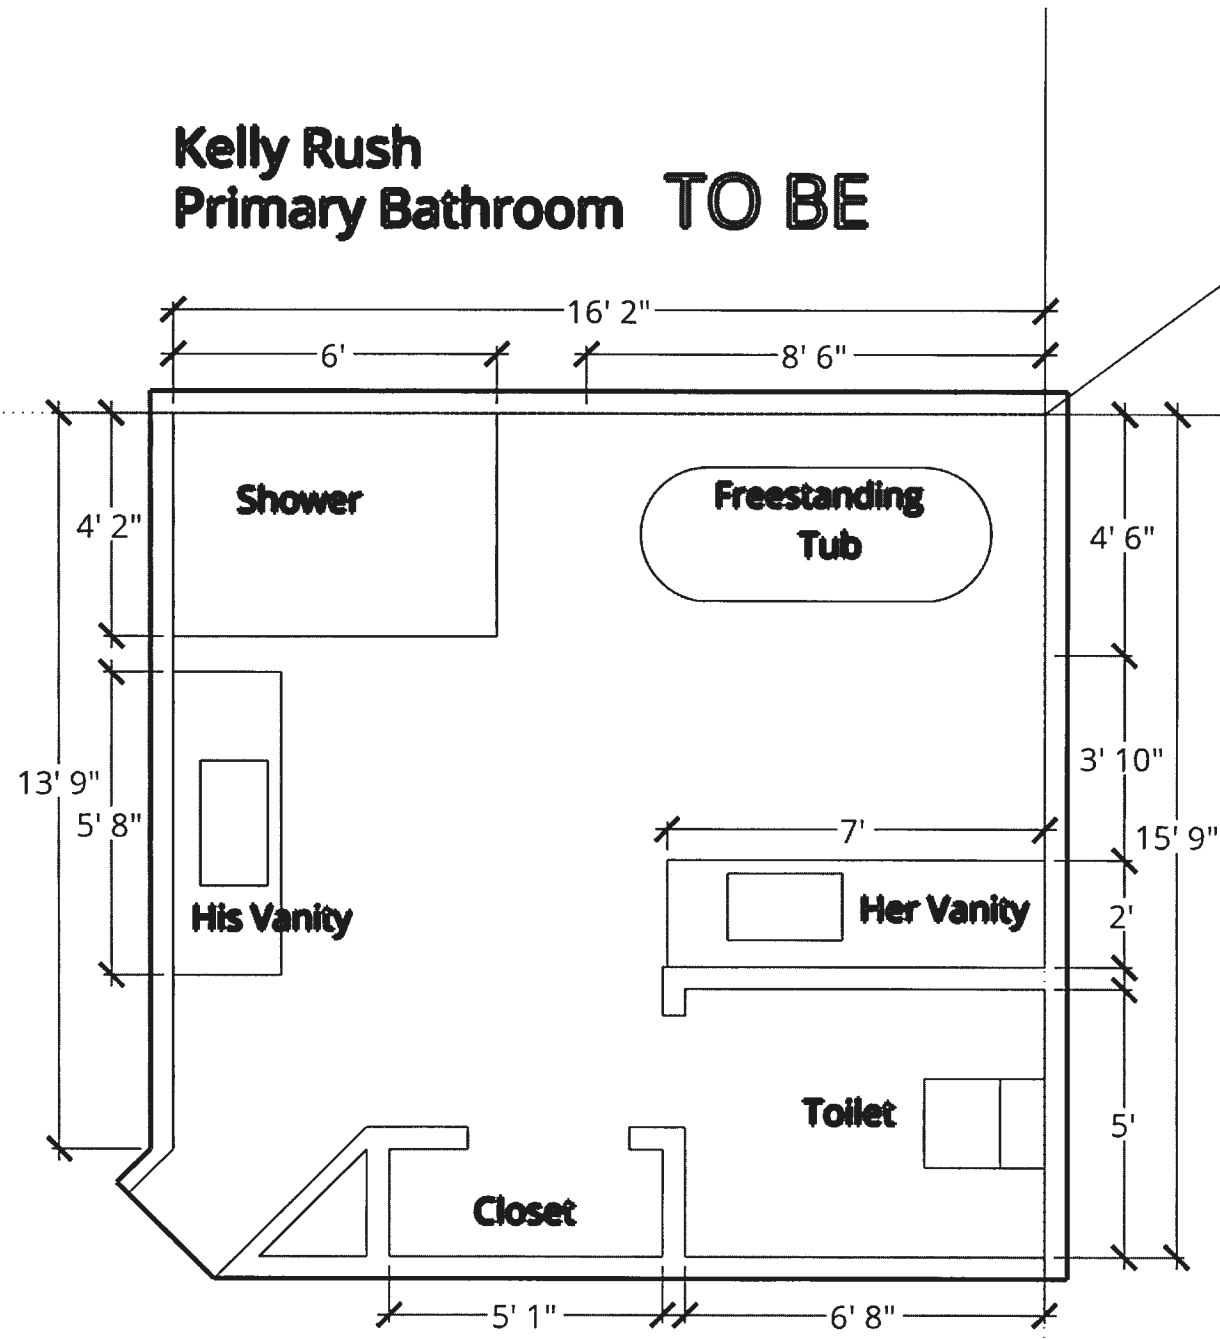 Kelly Rush
Primary Bathroom TO BE
16' 2"
6'
8' 6"
Shower
Freestanding
Tub
4' 2"
4' 6"
13' 9"
5' 8"
3' 10"
15' 9"
7'
His Vanity
Her Vanity
2'
Toilet
5'
Closet
5' 1"
6' 8"